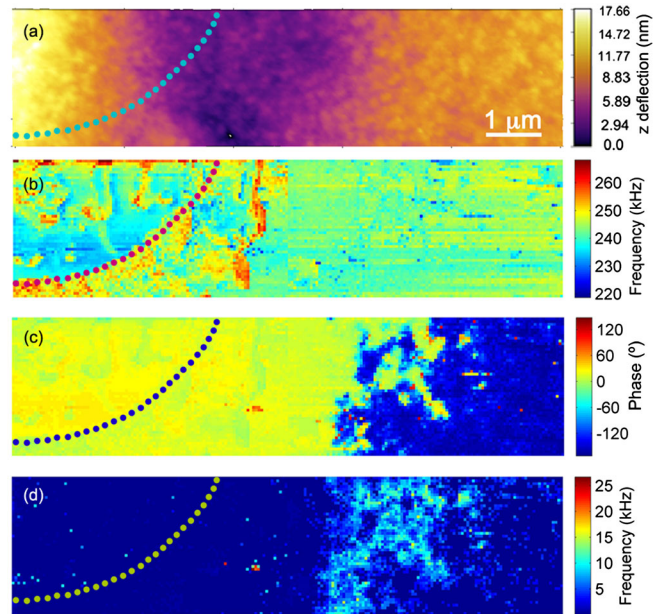 (a)
1 μm
17.66
14.72
11.77
8.83
5.89
2.94
0.0
z deflection (nm)
(b)
260
250
240
230
220
Frequency (kHz)
(c)
120
60
0
-60
-120
Phase (º)
(d)
25
20
15
10
5
Frequency (kHz)